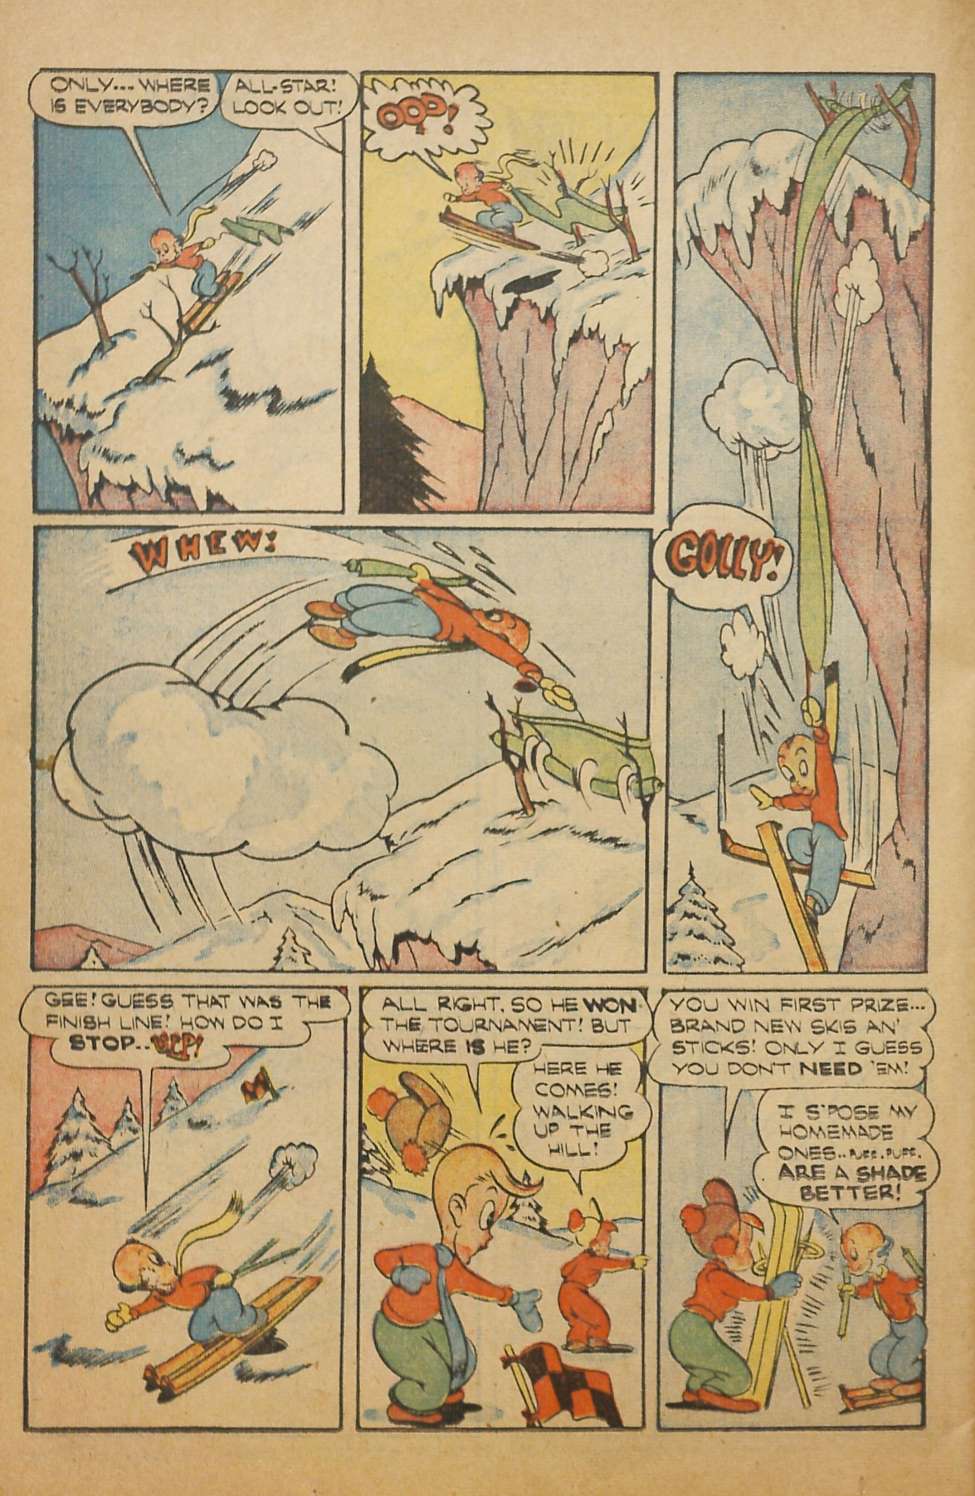 ONLY... WHERE
IS EVERYBODY?
ALL-STAR!
LOOK OUT!
OOP!
GOLLY!
WHEW!
GEE! GUESS THAT WAS THE
FINISH LINE! HOW DO I
STOP.. YIP!
ALL RIGHT, SO HE WON
THE TOURNAMENT! BUT
WHERE IS HE?
HERE HE
COMES!
WALKING
UP THE
HILL!
YOU WIN FIRST PRIZE...
BRAND NEW SKIS AN'
STICKS! ONLY I GUESS
YOU DON'T NEED 'EM!
I S'POSE MY
HOMEMADE
ONES.. PUFF, PUFF,
ARE A SHADE
BETTER!